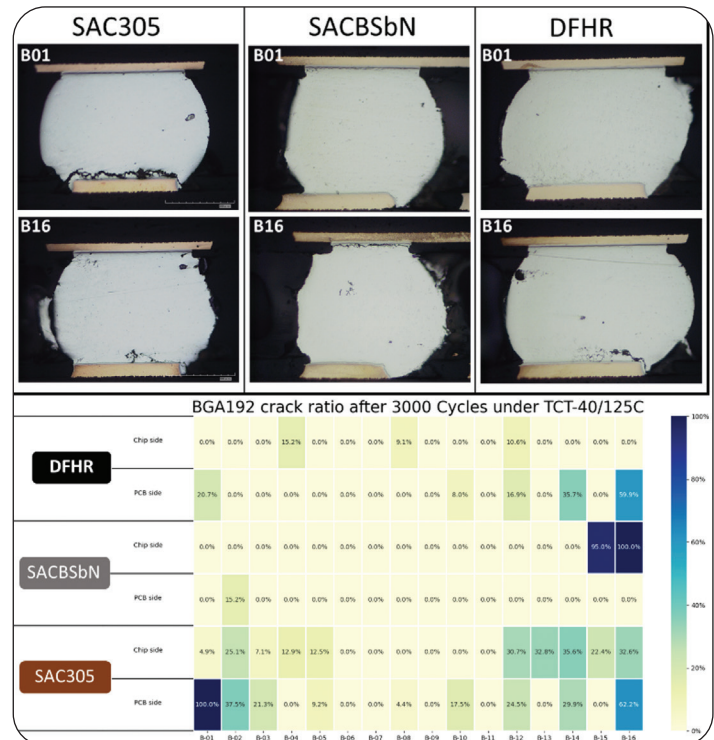 SAC305 SACBSbN DFHR
B01 B01 B01
B16 B16 B16
BGA192 crack ratio after 3000 Cycles under TCT-40/125C
100%
DFHR
Chip side 0.0% 0.0% 0.0% 15.2% 0.0% 0.0% 0.0% 9.1% 0.0% 0.0% 0.0% 10.6% 0.0% 0.0% 0.0% 0.0%
80%
PCB side 20.7% 0.0% 0.0% 0.0% 0.0% 0.0% 0.0% 0.0% 0.0% 8.0% 0.0% 16.9% 0.0% 35.7% 0.0% 59.9%
SACBSbN
Chip side 0.0% 0.0% 0.0% 0.0% 0.0% 0.0% 0.0% 0.0% 0.0% 0.0% 0.0% 0.0% 0.0% 0.0% 95.0% 100.0%
60%
PCB side 0.0% 15.2% 0.0% 0.0% 0.0% 0.0% 0.0% 0.0% 0.0% 0.0% 0.0% 0.0% 0.0% 0.0% 0.0% 0.0%
40%
SAC305
Chip side 4.9% 25.1% 7.1% 12.9% 12.5% 0.0% 0.0% 0.0% 0.0% 0.0% 0.0% 30.7% 32.8% 35.6% 22.4% 32.6%
20%
PCB side 100.0% 37.5% 21.3% 0.0% 9.2% 0.0% 0.0% 4.4% 0.0% 17.5% 0.0% 24.5% 0.0% 29.9% 0.0% 62.2%
0%
B-01 B-02 B-03 B-04 B-05 B-06 B-07 B-08 B-09 B-10 B-11 B-12 B-13 B-14 B-15 B-16